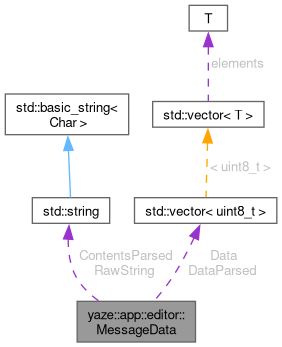 T
elements
std::basic_string<
Char >
std::vector< T >
< uint8_t >
std::string
std::vector< uint8_t >
ContentsParsed
RawString
Data
DataParsed
yaze::app::editor::
MessageData